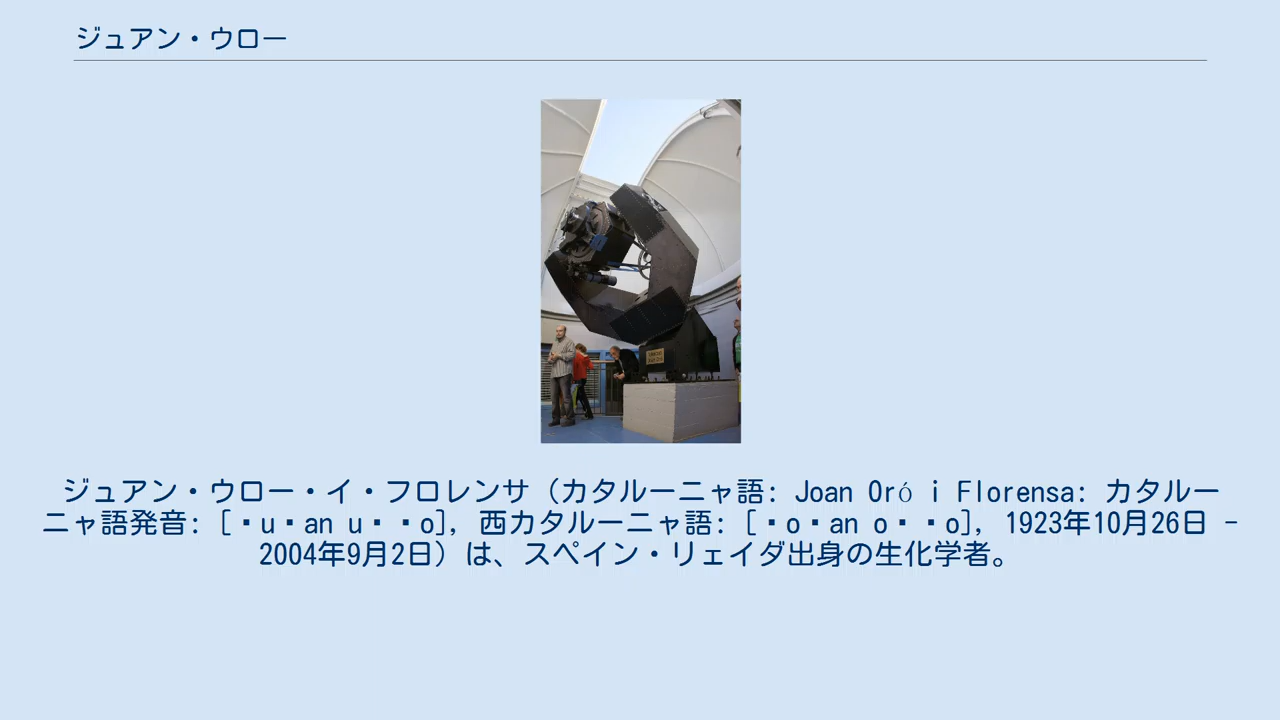 ジュアン・ウロー
ジュアン・ウロー・イ・フロレンサ（カタルーニャ語: Joan Oró i Florensa: カタルー
ニャ語発音: [▪u▪an u▪▪o], 西カタルーニャ語: [▪o▪an o▪▪o], 1923年10月26日 -
2004年9月2日）は、スペイン・リェイダ出身の生化学者。